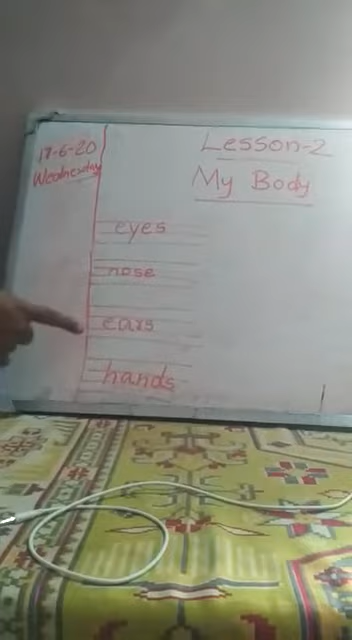 17-6-20
Wednesday
Lesson-2
My Body
eyes
nose
ears
hands